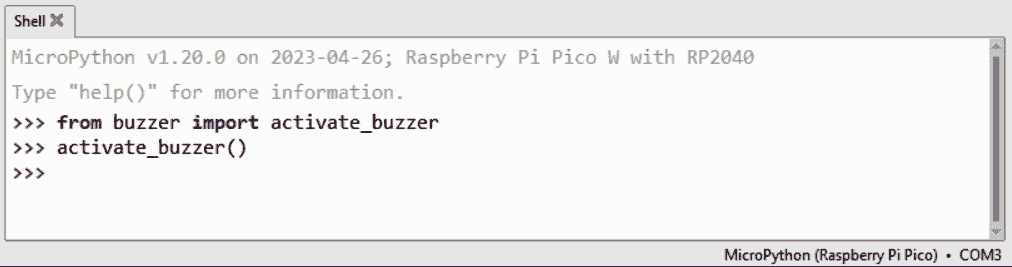 Shell
MicroPython v1.20.0 on 2023-04-26; Raspberry Pi Pico W with RP2040
Type "help()" for more information.
>>> from buzzer import activate_buzzer
>>> activate_buzzer()
>>>
MicroPython (Raspberry Pi Pico) • COM3